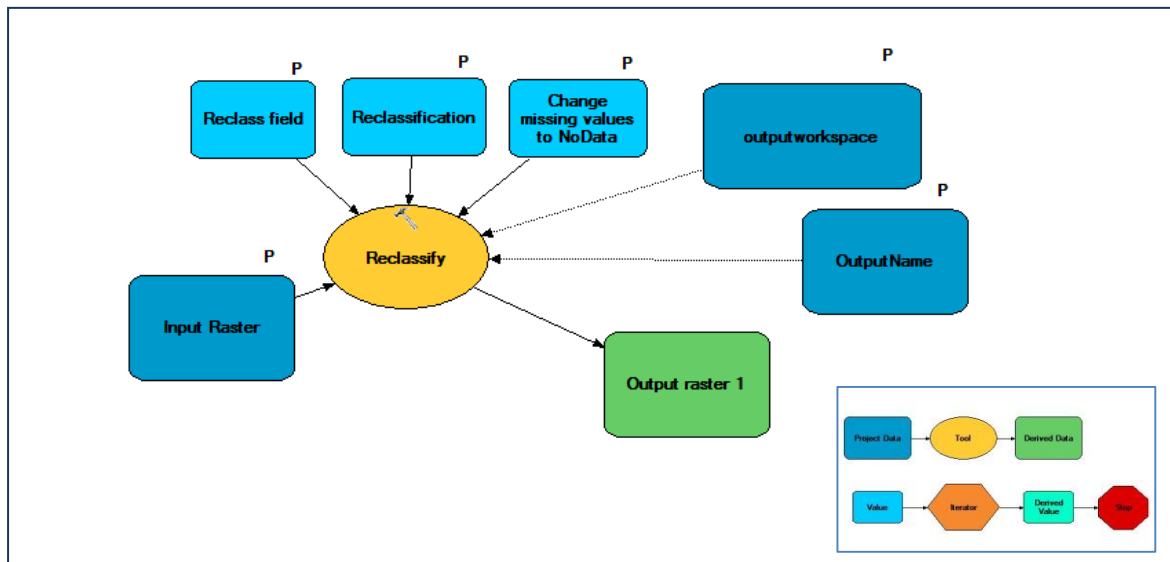 P
Reclass field
P
Reclassification
P
Change
missing values
to NoData
P
outputworkspace
P
OutputName
Reclassify
P
Input Raster
Output raster 1
Project Data
Tool
Derived Data
Value
Iterator
Derived
Value
Stop